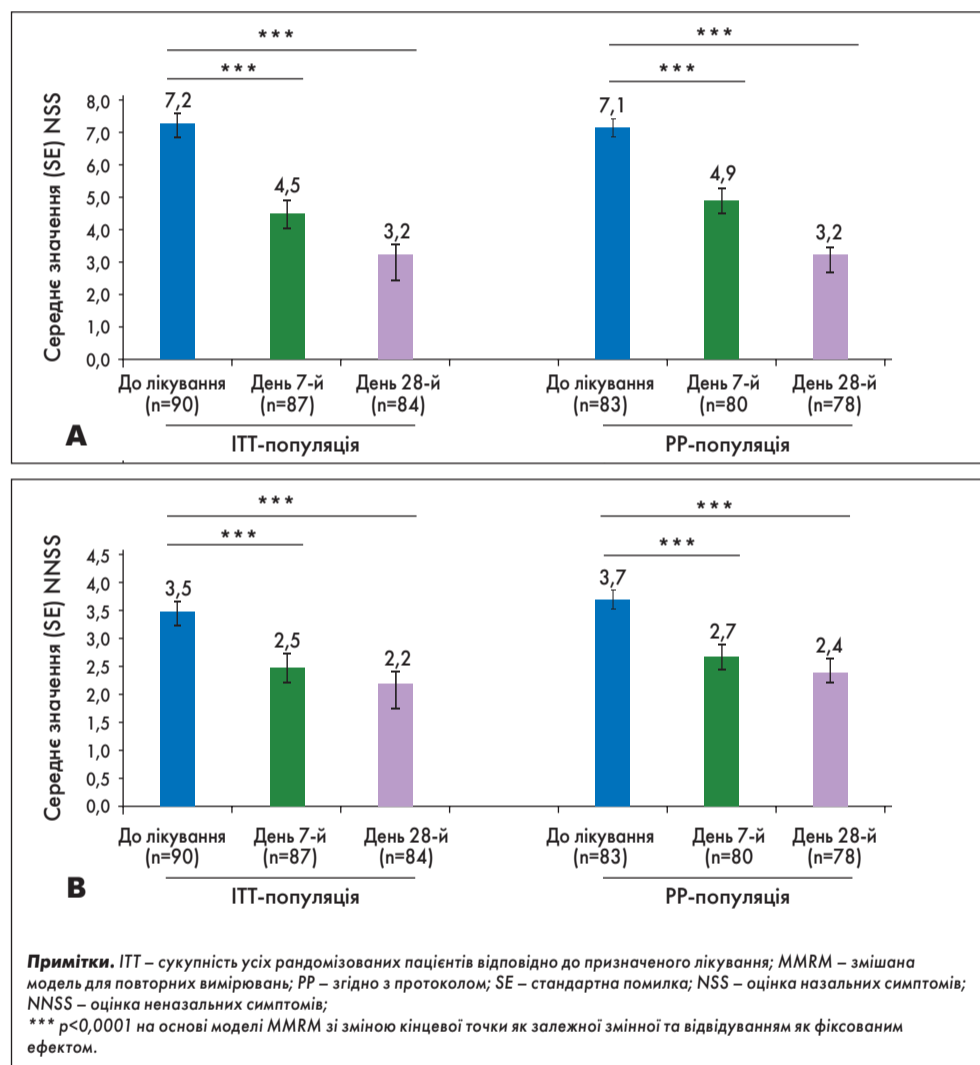 ***
***
***
***
Середнє значення (SE) NSS
8,0
7,0
6,0
5,0
4,0
3,0
2,0
1,0
0,0
7,2
4,5
3,2
7,1
4,9
3,2
До лікування
(n=90)
День 7-й
(n=87)
День 28-й
(n=84)
До лікування
(n=83)
День 7-й
(n=80
День 28-й
(n=78)
A
ITT-популяція
PP-популяція
***
***
***
***
Середнє значення (SE) NNSS
4,5
4,0
3,5
3,0
2,5
2,0
1,5
1,0
0,5
0,0
3,5
2,5
2,2
3,7
2,7
2,4
До лікування
(n=90)
День 7-й
(n=87)
День 28-й
(n=84)
До лікування
(n=83)
День 7-й
(n=80
День 28-й
(n=78)
B
ITT-популяція
PP-популяція
Примітки. ITT – сукупність усіх рандомізованих пацієнтів відповідно до призначеного лікування; MMRM – змішана
модель для повторних вимірювань; PP – згідно з протоколом; SE – стандартна помилка; NSS – оцінка назальних симптомів;
NNSS – оцінка неназальних симптомів;
*** p<0,0001 на основі моделі MMRM зі зміною кінцевої точки як залежної змінної та відвідуванням як фіксованим
ефектом.